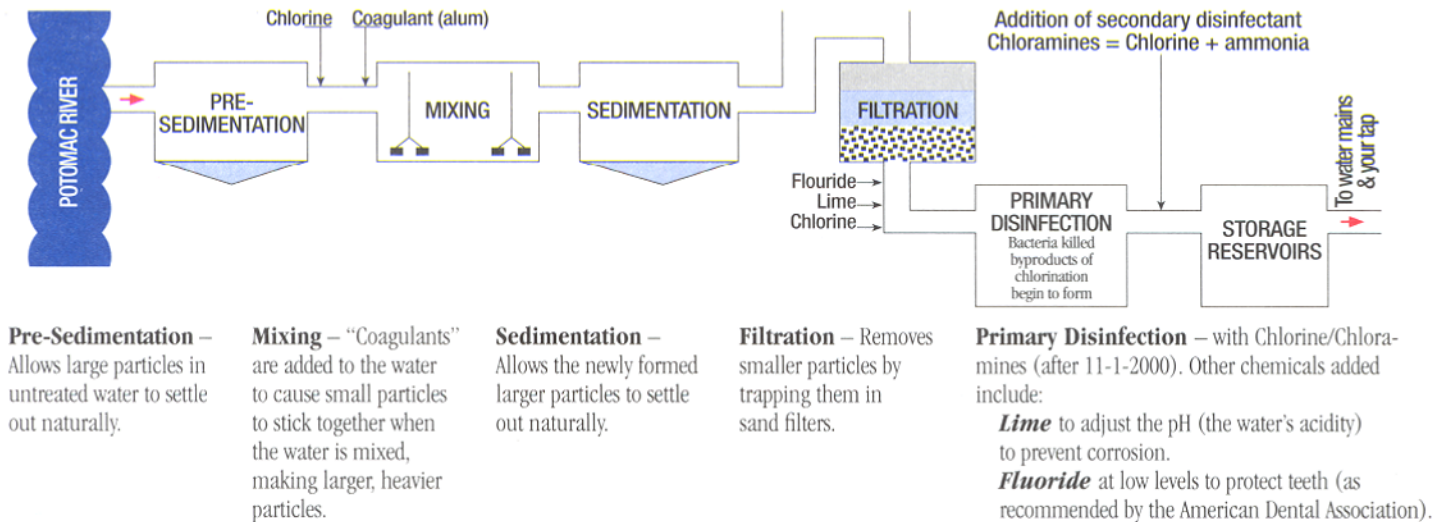 Chlorine
Coagulant (alum)
Addition of secondary disinfectant
Chloramines = Chlorine + ammonia
POTOMAC RIVER
PRE-
SEDIMENTATION
MIXING
SEDIMENTATION
FILTRATION
To water mains
& your tap
Flouride
Lime
Chlorine
PRIMARY
DISINFECTION
Bacteria killed
byproducts of
chlorination
begin to form
STORAGE
RESERVOIRS
Pre-Sedimentation –
Allows large particles in
untreated water to settle
out naturally.
Mixing – “Coagulants”
are added to the water
to cause small particles
to stick together when
the water is mixed,
making larger, heavier
particles.
Sedimentation –
Allows the newly formed
larger particles to settle
out naturally.
Filtration – Removes
smaller particles by
trapping them in
sand filters.
Primary Disinfection – with Chlorine/Chlora-
mines (after 11-1-2000). Other chemicals added
include:
Lime to adjust the pH (the water’s acidity)
to prevent corrosion.
Fluoride at low levels to protect teeth (as
recommended by the American Dental Association).